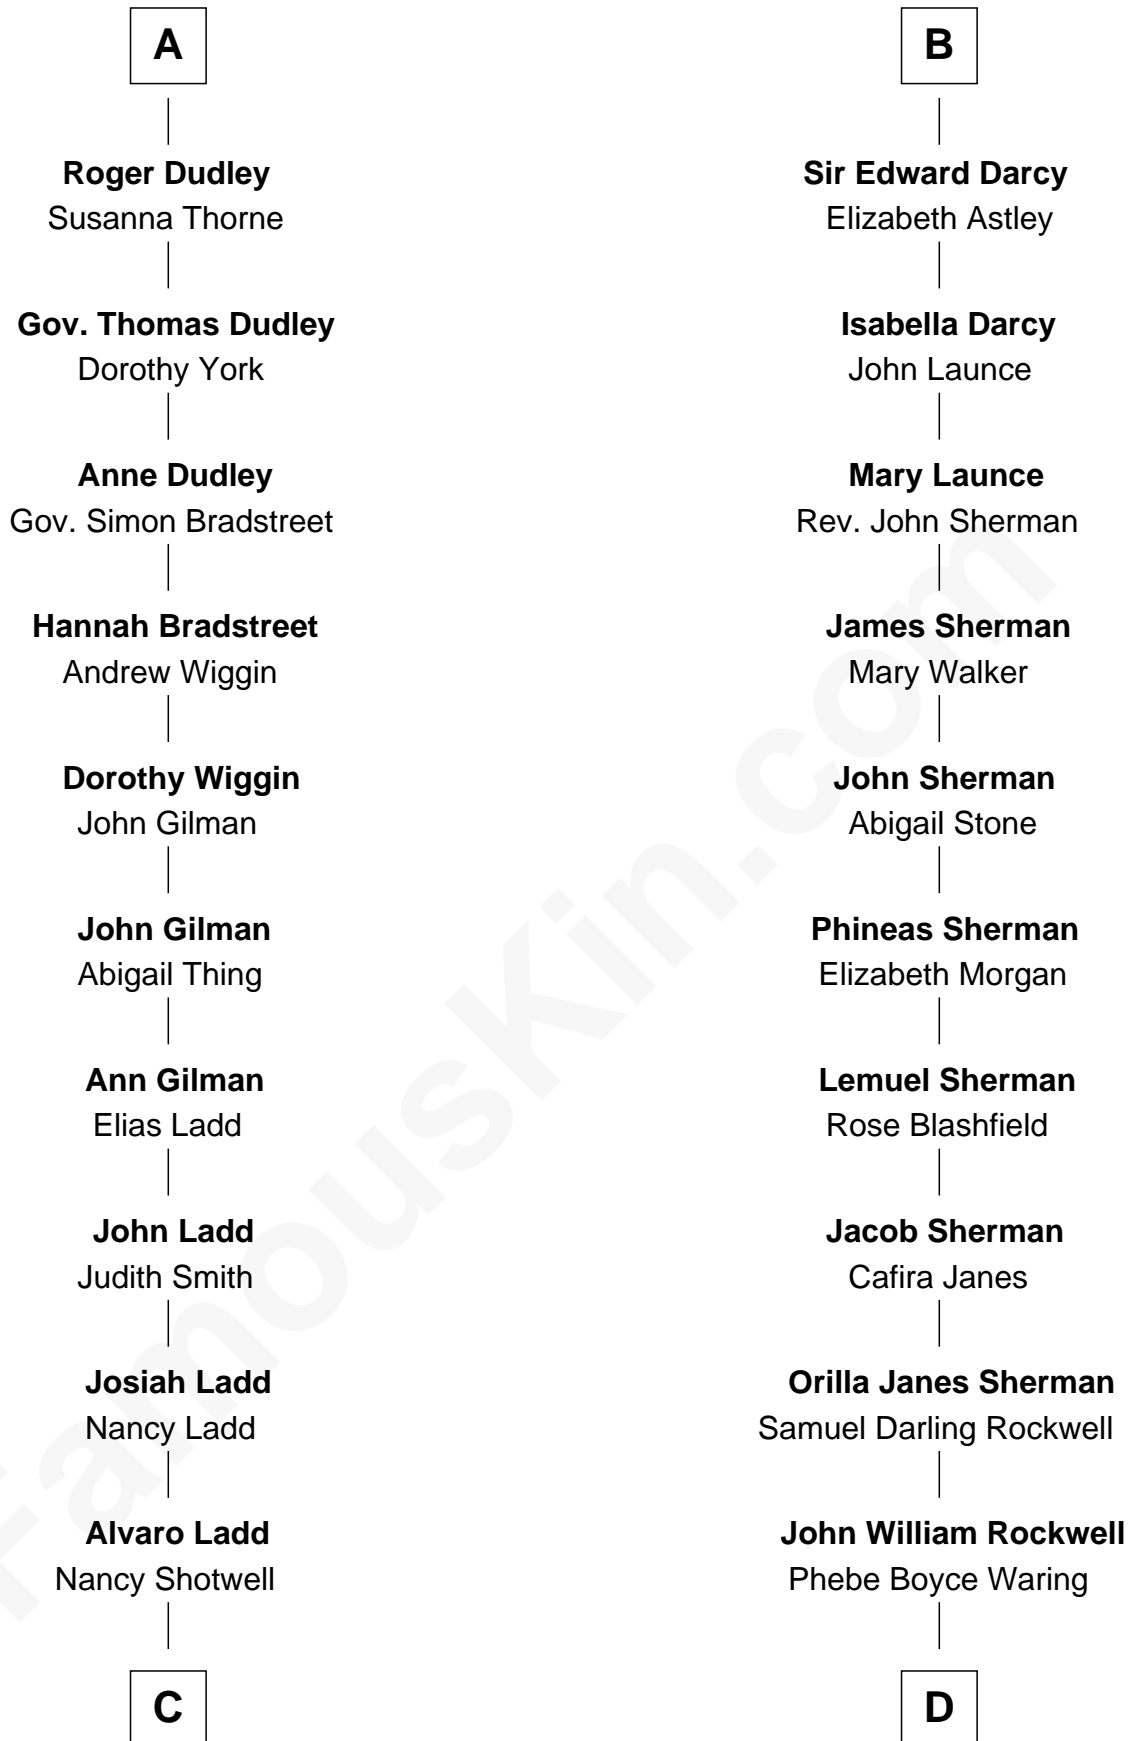 A
Roger Dudley
Susanna Thorne
Gov. Thomas Dudley
Dorothy York
Anne Dudley
Gov. Simon Bradstreet
Hannah Bradstreet
Andrew Wiggin
Dorothy Wiggin
John Gilman
John Gilman
Abigail Thing
Ann Gilman
Elias Ladd
John Ladd
Judith Smith
Josiah Ladd
Nancy Ladd
Alvaro Ladd
Nancy Shotwell
C
B
Sir Edward Darcy
Elizabeth Astley
Isabella Darcy
John Launce
Mary Launce
Rev. John Sherman
James Sherman
Mary Walker
John Sherman
Abigail Stone
Phineas Sherman
Elizabeth Morgan
Lemuel Sherman
Rose Blashfield
Jacob Sherman
Cafira Janes
Orilla Janes Sherman
Samuel Darling Rockwell
John William Rockwell
Phebe Boyce Waring
D
FamousKin.com